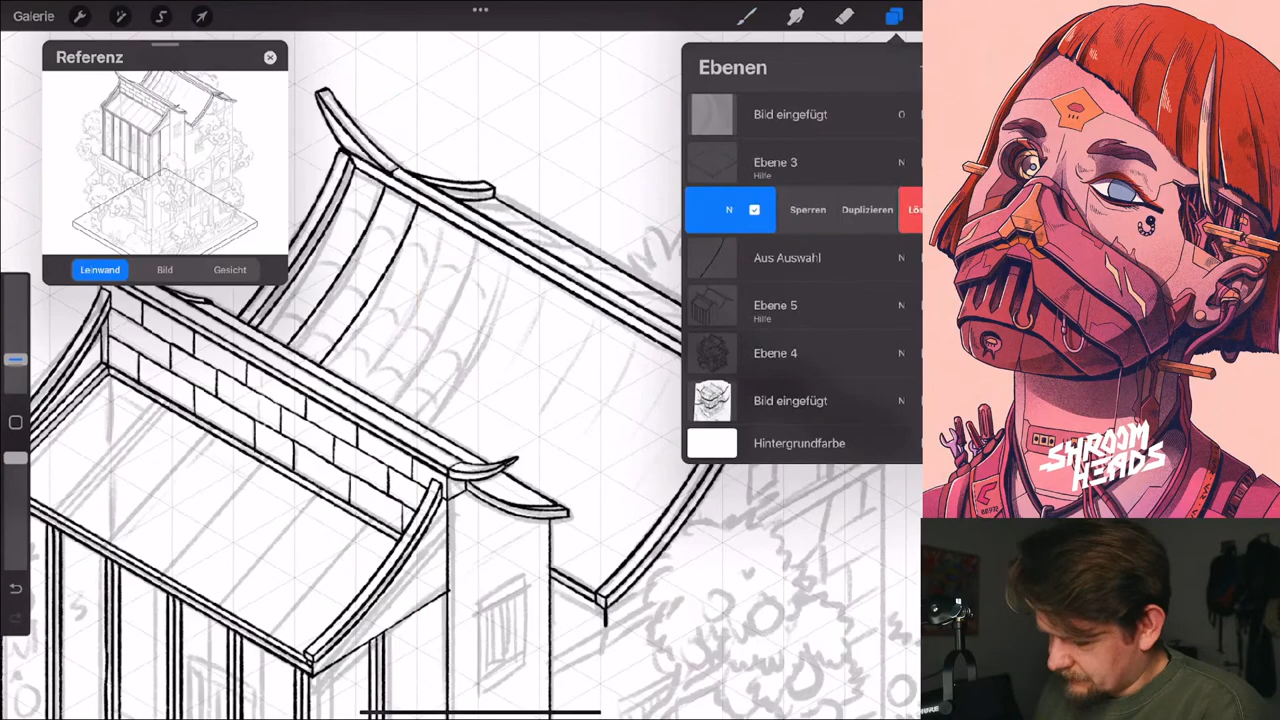 Galerie
Referenz
Leinwand Bild Gesicht
Ebenen
Bild eingefügt O
Ebene 3
Hilfe N
N Sperren Duplizieren Lös
Aus Auswahl N
Ebene 5 N
Hilfe
Ebene 4 N
Bild eingefügt N
Hintergrundfarbe
SHROOM
HEADS